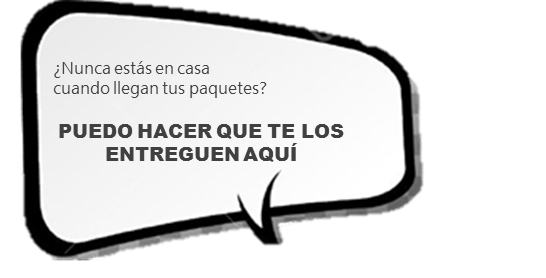 ¿Nunca estás en casa
cuando llegan tus paquetes?
PUEDO HACER QUE TE LOS
ENTREGUEN AQUÍ